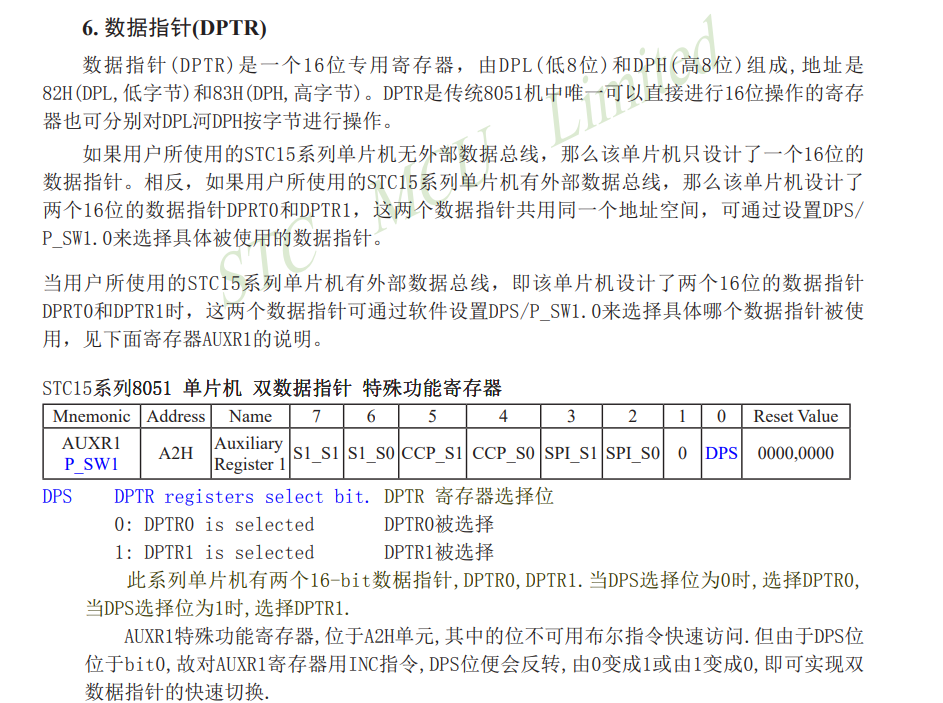 6. 数据指针(DPTR)
数据指针(DPTR)是一个16位专用寄存器，由DPL(低8位)和DPH(高8位)组成,地址是
82H(DPL,低字节)和83H(DPH,高字节)。DPTR是传统8051机中唯一可以直接进行16位操作的寄存
器也可分别对DPL河DPH按字节进行操作。
如果用户所使用的STC15系列单片机无外部数据总线，那么该单片机只设计了一个16位的
数据指针。相反，如果用户所使用的STC15系列单片机有外部数据总线，那么该单片机设计了
两个16位的数据指针DPRT0和DPTR1，这两个数据指针共用同一个地址空间，可通过设置DPS/
P_SW1.0来选择具体被使用的数据指针。
当用户所使用的STC15系列单片机有外部数据总线，即该单片机设计了两个16位的数据指针
DPRT0和DPTR1时，这两个数据指针可通过软件设置DPS/P_SW1.0来选择具体哪个数据指针被使
用，见下面寄存器AUXR1的说明。
STC15系列8051 单片机 双数据指针 特殊功能寄存器
Mnemonic Address Name 7 6 5 4 3 2 1 0 Reset Value
AUXR1 P_SW1 A2H Auxiliary Register 1 S1_S1 S1_S0 CCP_S1 CCP_S0 SPI_S1 SPI_S0 0 DPS 0000,0000
DPS DPTR registers select bit. DPTR 寄存器选择位
0: DPTR0 is selected DPTR0被选择
1: DPTR1 is selected DPTR1被选择
此系列单片机有两个16-bit数椐指针,DPTR0,DPTR1.当DPS选择位为0时,选择DPTR0,
当DPS选择位为1时,选择DPTR1.
AUXR1特殊功能寄存器,位于A2H单元,其中的位不可用布尔指令快速访问.但由于DPS位
位于bit0,故对AUXR1寄存器用INC指令,DPS位便会反转,由0变成1或由1变成0,即可实现双
数椐指针的快速切换.
STC MCU Limited